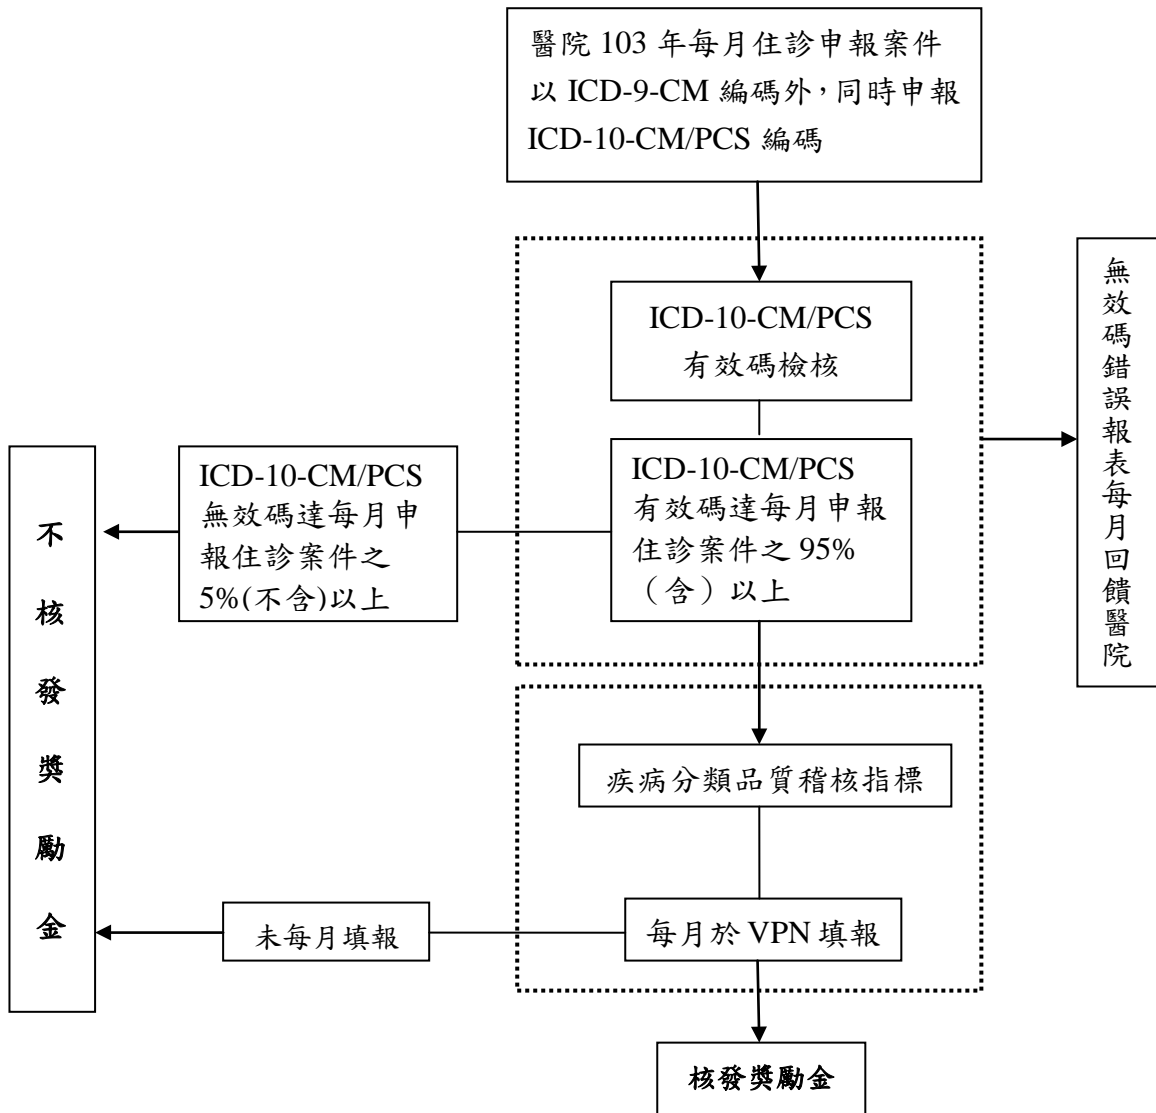 醫院 103 年每月住診申報案件
以 ICD-9-CM 編碼外，同時申報
ICD-10-CM/PCS 編碼
ICD-10-CM/PCS
有效碼檢核
無效碼錯誤報表每月回饋醫院
ICD-10-CM/PCS
有效碼達每月申報
住診案件之 95%
（含）以上
ICD-10-CM/PCS
無效碼達每月申
報住診案件之
5%(不含)以上
不核發獎勵金
疾病分類品質稽核指標
每月於 VPN 填報
未每月填報
核發獎勵金